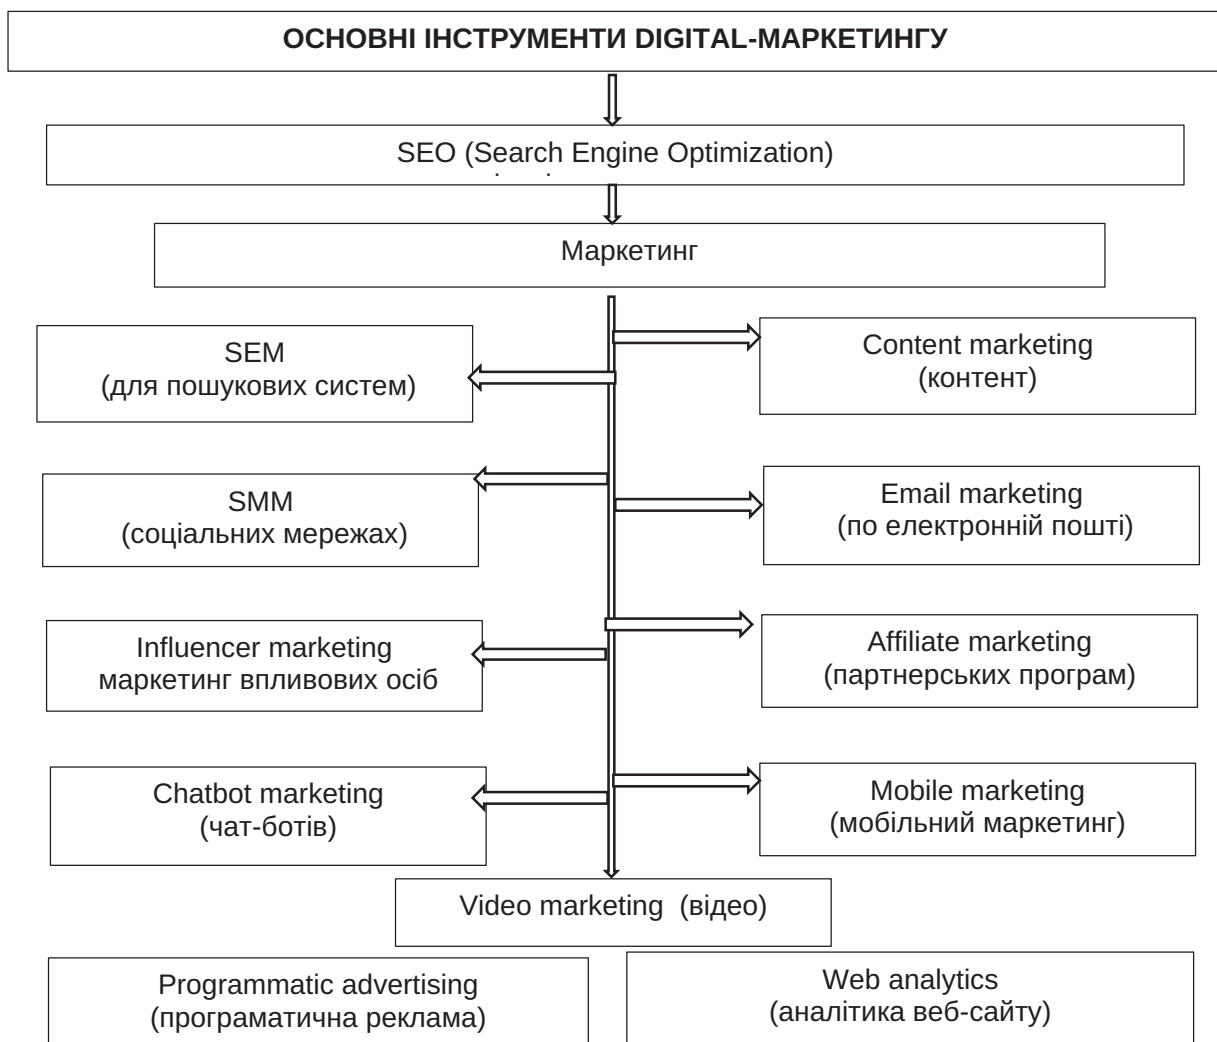 ОСНОВНІ ІНСТРУМЕНТИ DIGITAL-МАРКЕТИНГУ
SEO (Search Engine Optimization)
Маркетинг
SEM
(для пошукових систем)
Content marketing
(контент)
SMM
(соціальних мережах)
Email marketing
(по електронній пошті)
Influencer marketing
маркетинг впливових осіб
Affiliate marketing
(партнерських програм)
Chatbot marketing
(чат-ботів)
Mobile marketing
(мобільний маркетинг)
Video marketing (відео)
Programmatic advertising
(програматична реклама)
Web analytics
(аналітика веб-сайту)